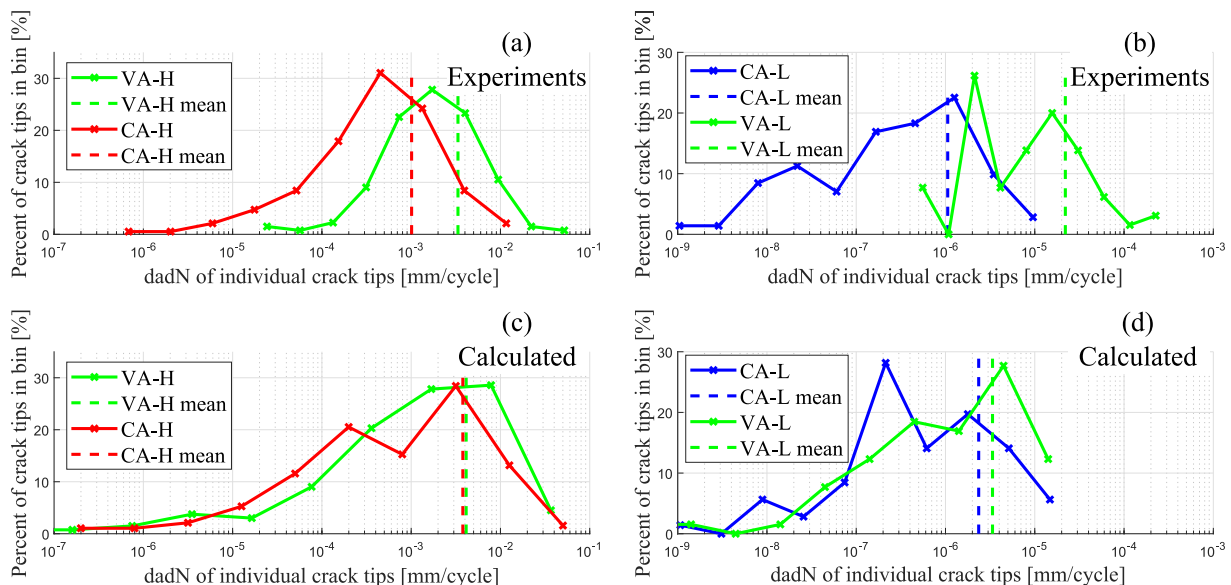 (a)
Experiments
VA-H
VA-H mean
CA-H
CA-H mean
Percent of crack tips in bin [%]
30
20
10
0
10^-7
10^-6
10^-5
10^-4
10^-3
10^-2
10^-1
dadN of individual crack tips [mm/cycle]
(b)
Experiments
CA-L
CA-L mean
VA-L
VA-L mean
Percent of crack tips in bin [%]
30
20
10
0
10^-9
10^-8
10^-7
10^-6
10^-5
10^-4
10^-3
dadN of individual crack tips [mm/cycle]
(c)
Calculated
VA-H
VA-H mean
CA-H
CA-H mean
Percent of crack tips in bin [%]
30
20
10
0
10^-7
10^-6
10^-5
10^-4
10^-3
10^-2
10^-1
dadN of individual crack tips [mm/cycle]
(d)
Calculated
CA-L
CA-L mean
VA-L
VA-L mean
Percent of crack tips in bin [%]
30
20
10
0
10^-9
10^-8
10^-7
10^-6
10^-5
10^-4
10^-3
dadN of individual crack tips [mm/cycle]